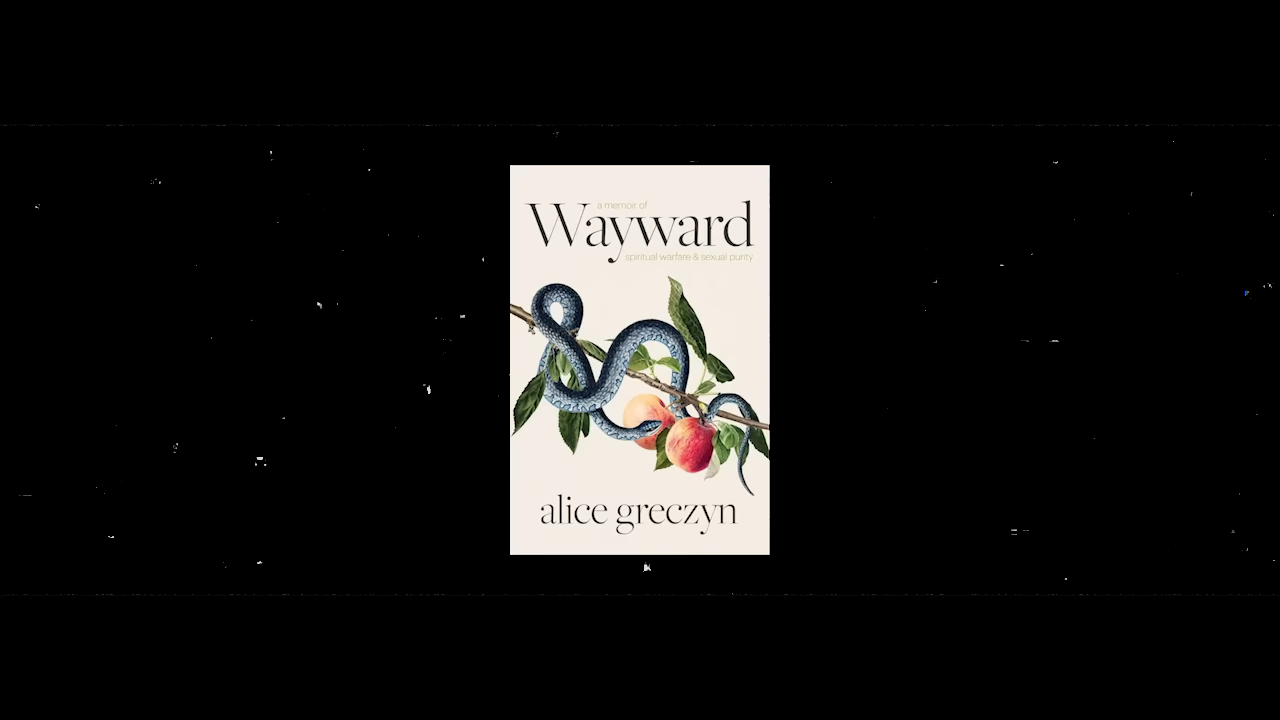 a memoir of
Wayward
spiritual warfare & sexual purity
alice greczyn